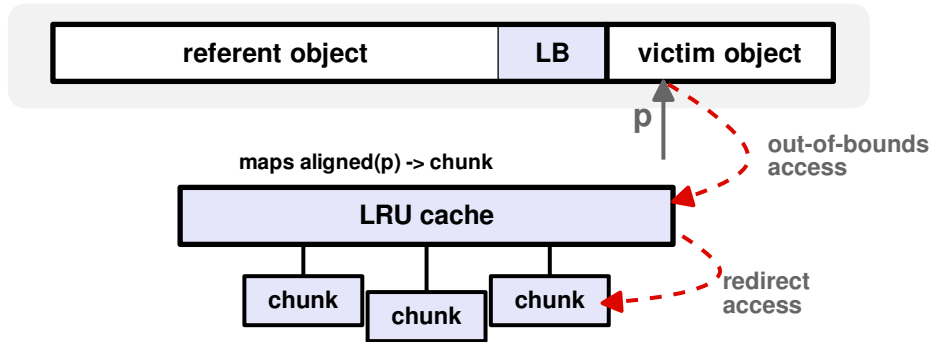 referent object LB victim object
p
out-of-bounds
access
maps aligned(p) -> chunk
LRU cache
chunk chunk chunk
redirect
access